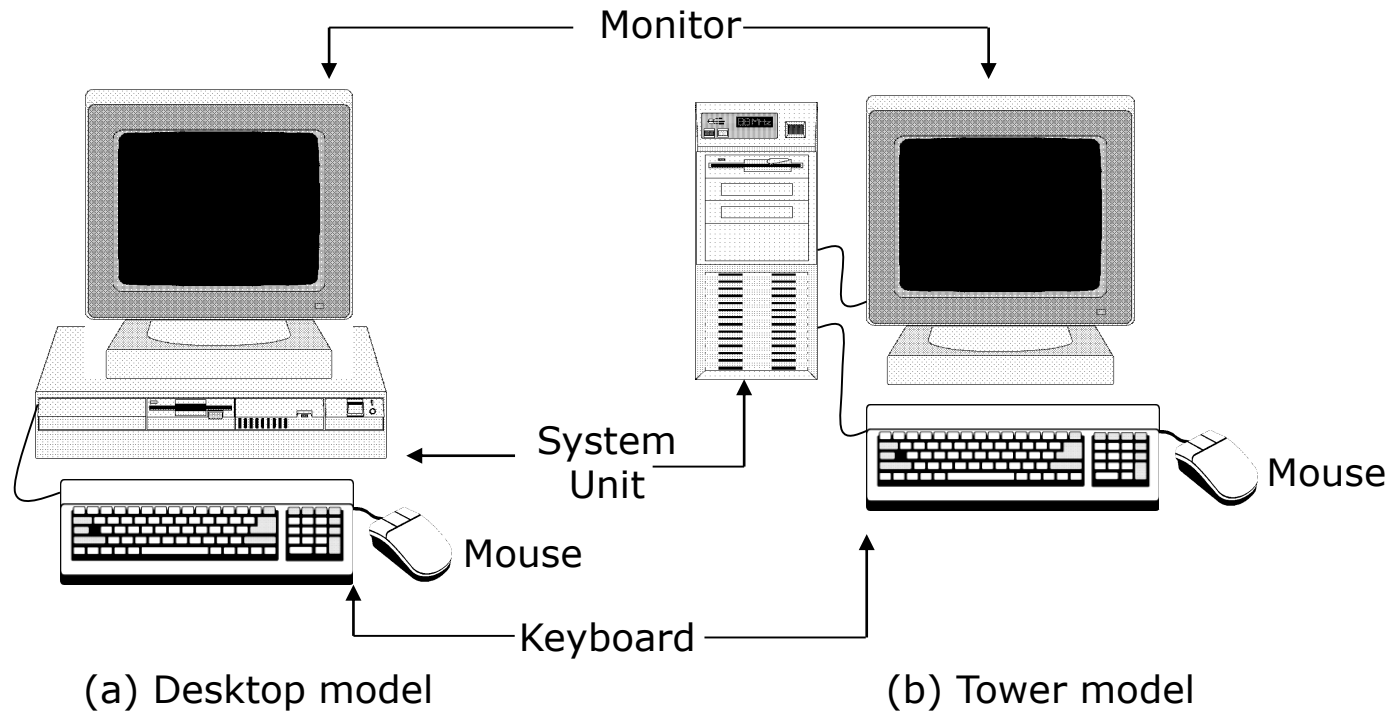 Monitor
System
Unit
Mouse
Mouse
Keyboard
(a) Desktop model
(b) Tower model